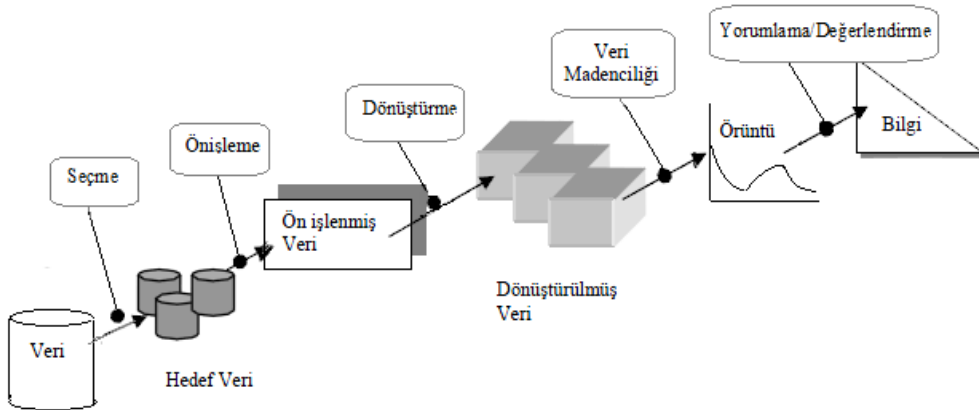 Yorumlama/Değerlendirme
Veri
Madenciliği
Dönüştürme
Önişleme
Seçme
Örüntü
Bilgi
Ön işlenmiş
Veri
Dönüştürülmüş
Veri
Veri
Hedef Veri